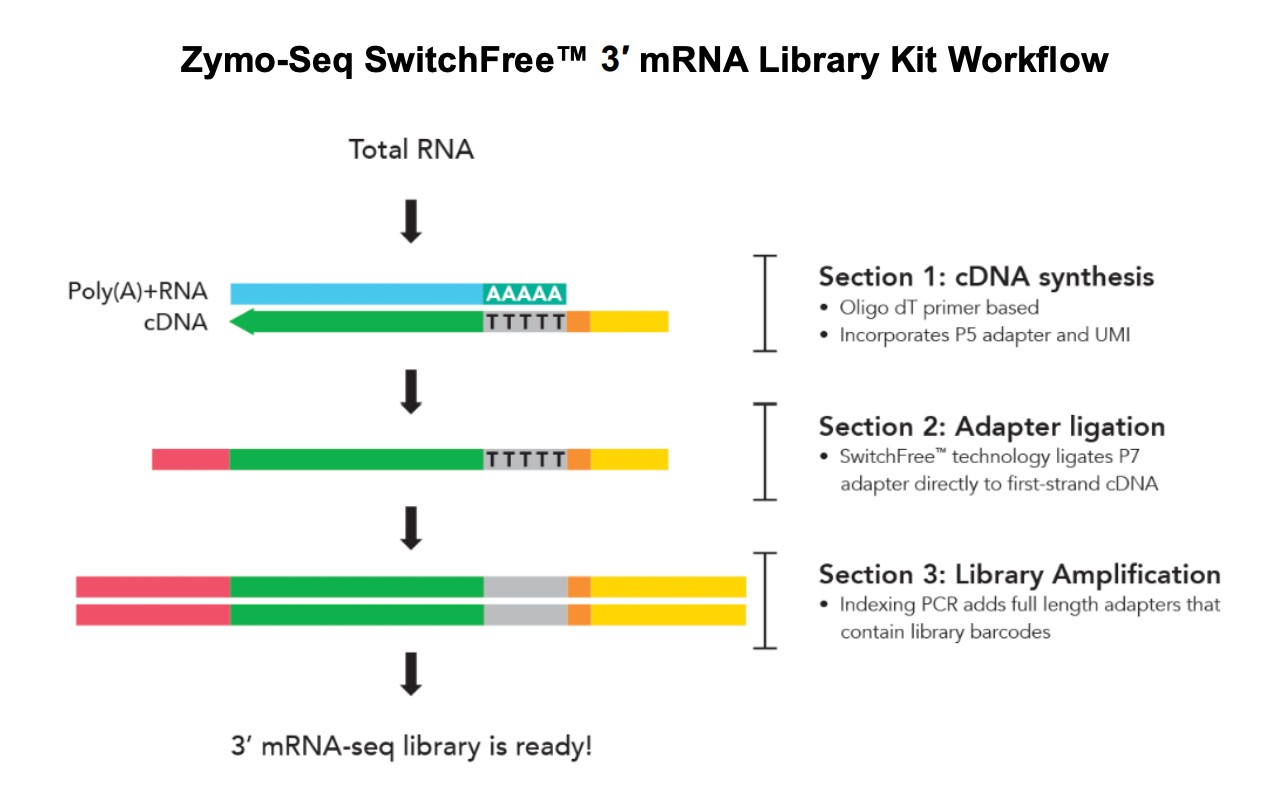 Zymo-Seq SwitchFree™ 3′ mRNA Library Kit Workflow
Total RNA
Poly(A)+RNA
AAAAA
cDNA
TTTTT
Section 1: cDNA synthesis
• Oligo dT primer based
• Incorporates P5 adapter and UMI
TTTTT
Section 2: Adapter ligation
• SwitchFree™ technology ligates P7
adapter directly to first-strand cDNA
Section 3: Library Amplification
• Indexing PCR adds full length adapters that
contain library barcodes
3′ mRNA-seq library is ready!